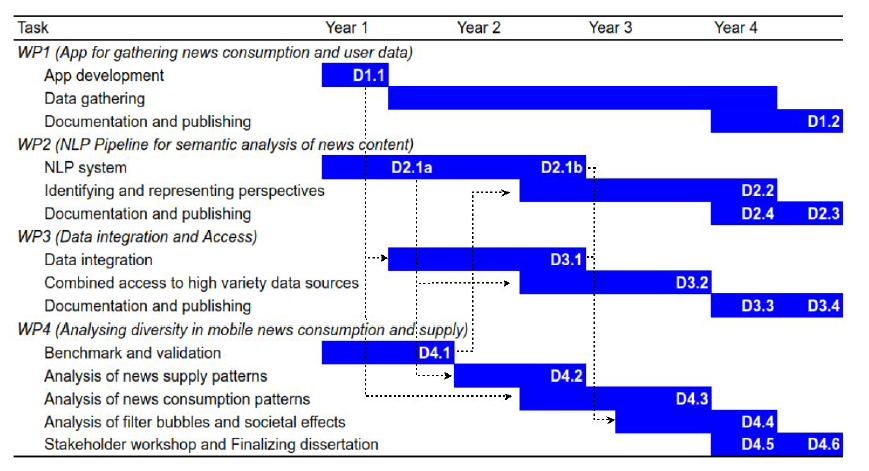 Task Year 1 Year 2 Year 3 Year 4
WP1 (App for gathering news consumption and user data)
App development D1.1
Data gathering
Documentation and publishing D1.2
WP2 (NLP Pipeline for semantic analysis of news content)
NLP system D2.1a D2.1b
Identifying and representing perspectives D2.2
Documentation and publishing D2.4 D2.3
WP3 (Data integration and Access)
Data integration D3.1
Combined access to high variety data sources D3.2
Documentation and publishing D3.3 D3.4
WP4 (Analysing diversity in mobile news consumption and supply)
Benchmark and validation D4.1
Analysis of news supply patterns D4.2
Analysis of news consumption patterns D4.3
Analysis of filter bubbles and societal effects D4.4
Stakeholder workshop and Finalizing dissertation D4.5 D4.6